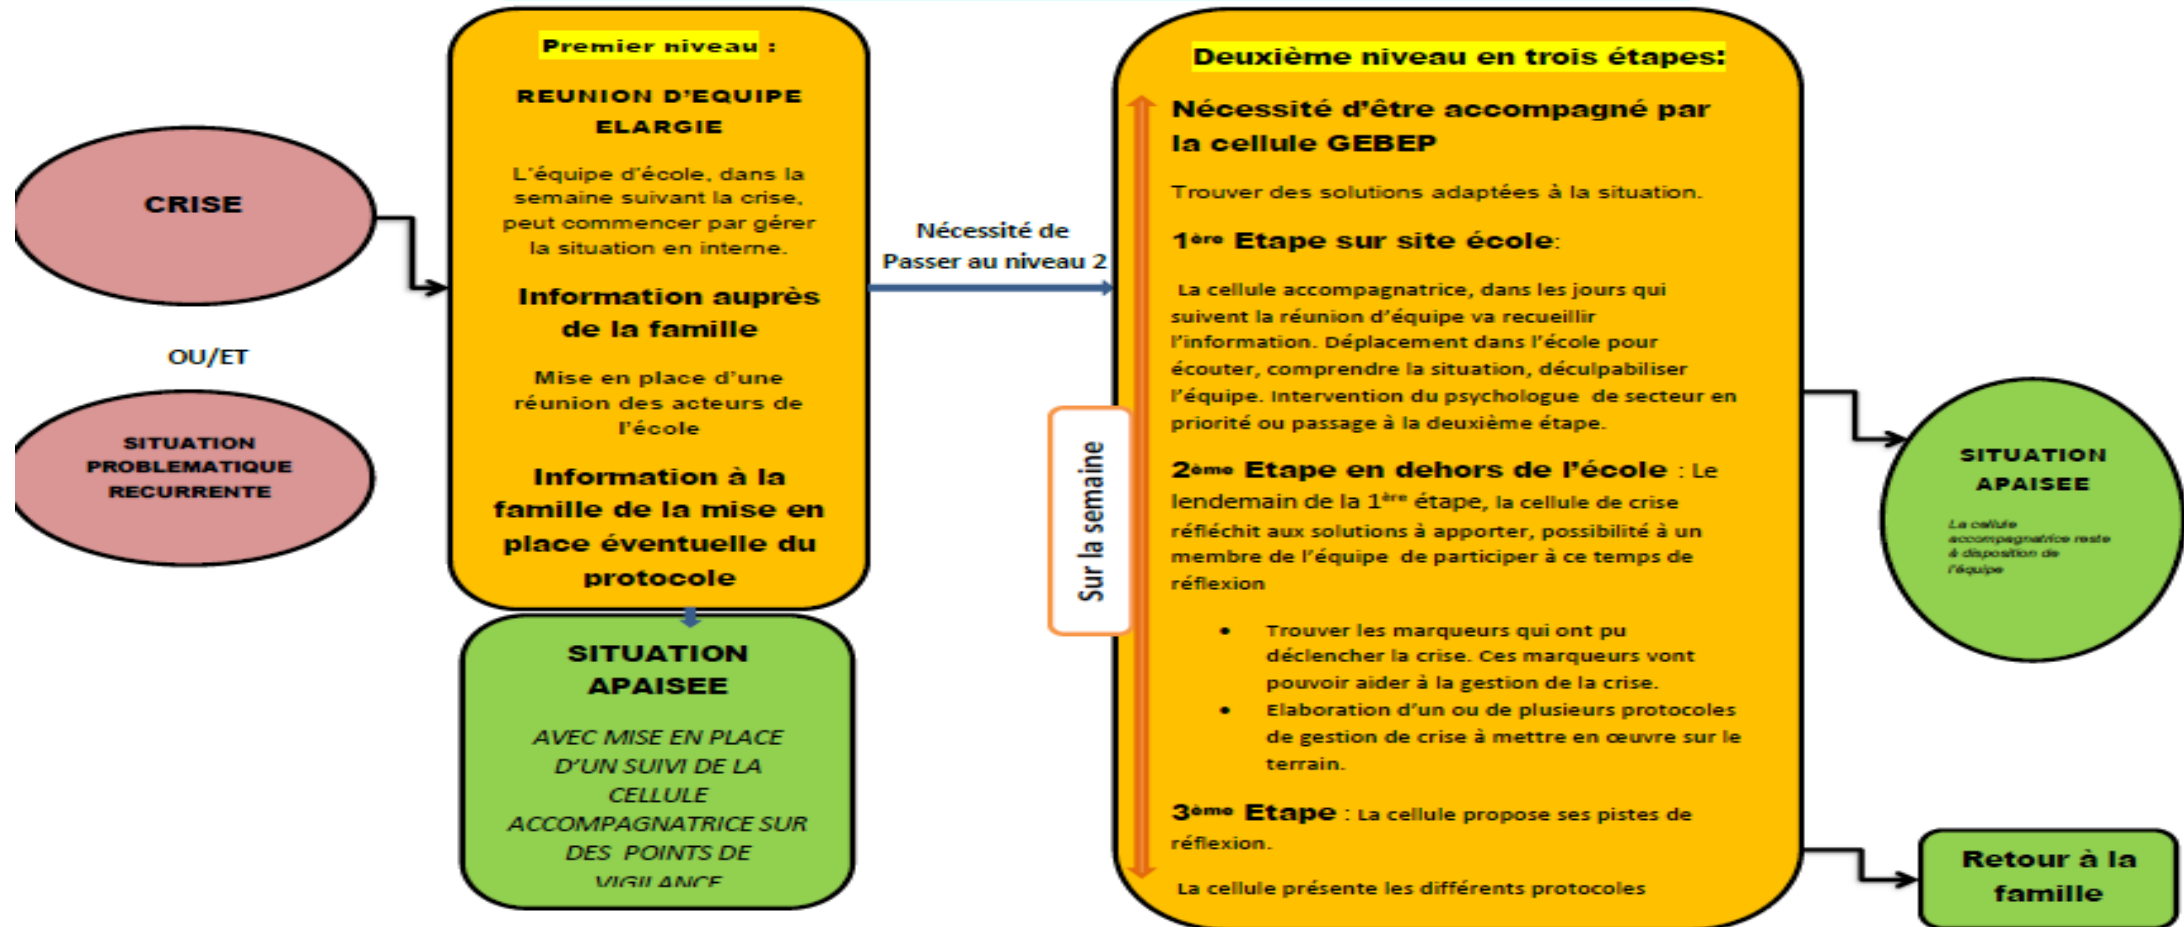 CRISE
OU/ET
SITUATION
PROBLEMATIQUE
RECURRENTE
Premier niveau :
REUNION D'EQUIPE
ELARGIE
L'équipe d'école, dans la
semaine suivant la crise,
peut commencer par gérer
la situation en interne.
Information auprès
de la famille
Mise en place d'une
réunion des acteurs de
l'école
Information à la
famille de la mise en
place éventuelle du
protocole
SITUATION
APAISEE
AVEC MISE EN PLACE
D'UN SUIVI DE LA
CELLULE
ACCOMPAGNATRICE SUR
DES POINTS DE
VIGILANCE
Nécessité de
Passer au niveau 2
Sur la semaine
Deuxième niveau en trois étapes:
Nécessité d'être accompagné par
la cellule GEBEP
Trouver des solutions adaptées à la situation.
1ère Etape sur site école:
La cellule accompagnatrice, dans les jours qui
suivent la réunion d'équipe va recueillir
l'information. Déplacement dans l'école pour
écouter, comprendre la situation, déculpabiliser
l'équipe. Intervention du psychologue de secteur en
priorité ou passage à la deuxième étape.
2ème Etape en dehors de l'école : Le
lendemain de la 1ère étape, la cellule de crise
réfléchit aux solutions à apporter, possibilité à un
membre de l'équipe de participer à ce temps de
réflexion
• Trouver les marqueurs qui ont pu
déclencher la crise. Ces marqueurs vont
pouvoir aider à la gestion de la crise.
• Elaboration d'un ou de plusieurs protocoles
de gestion de crise à mettre en œuvre sur le
terrain.
3ème Etape : La cellule propose ses pistes de
réflexion.
La cellule présente les différents protocoles
SITUATION
APAISEE
La cellule
accompagnatrice reste
à disposition de
l'équipe
Retour à la
famille